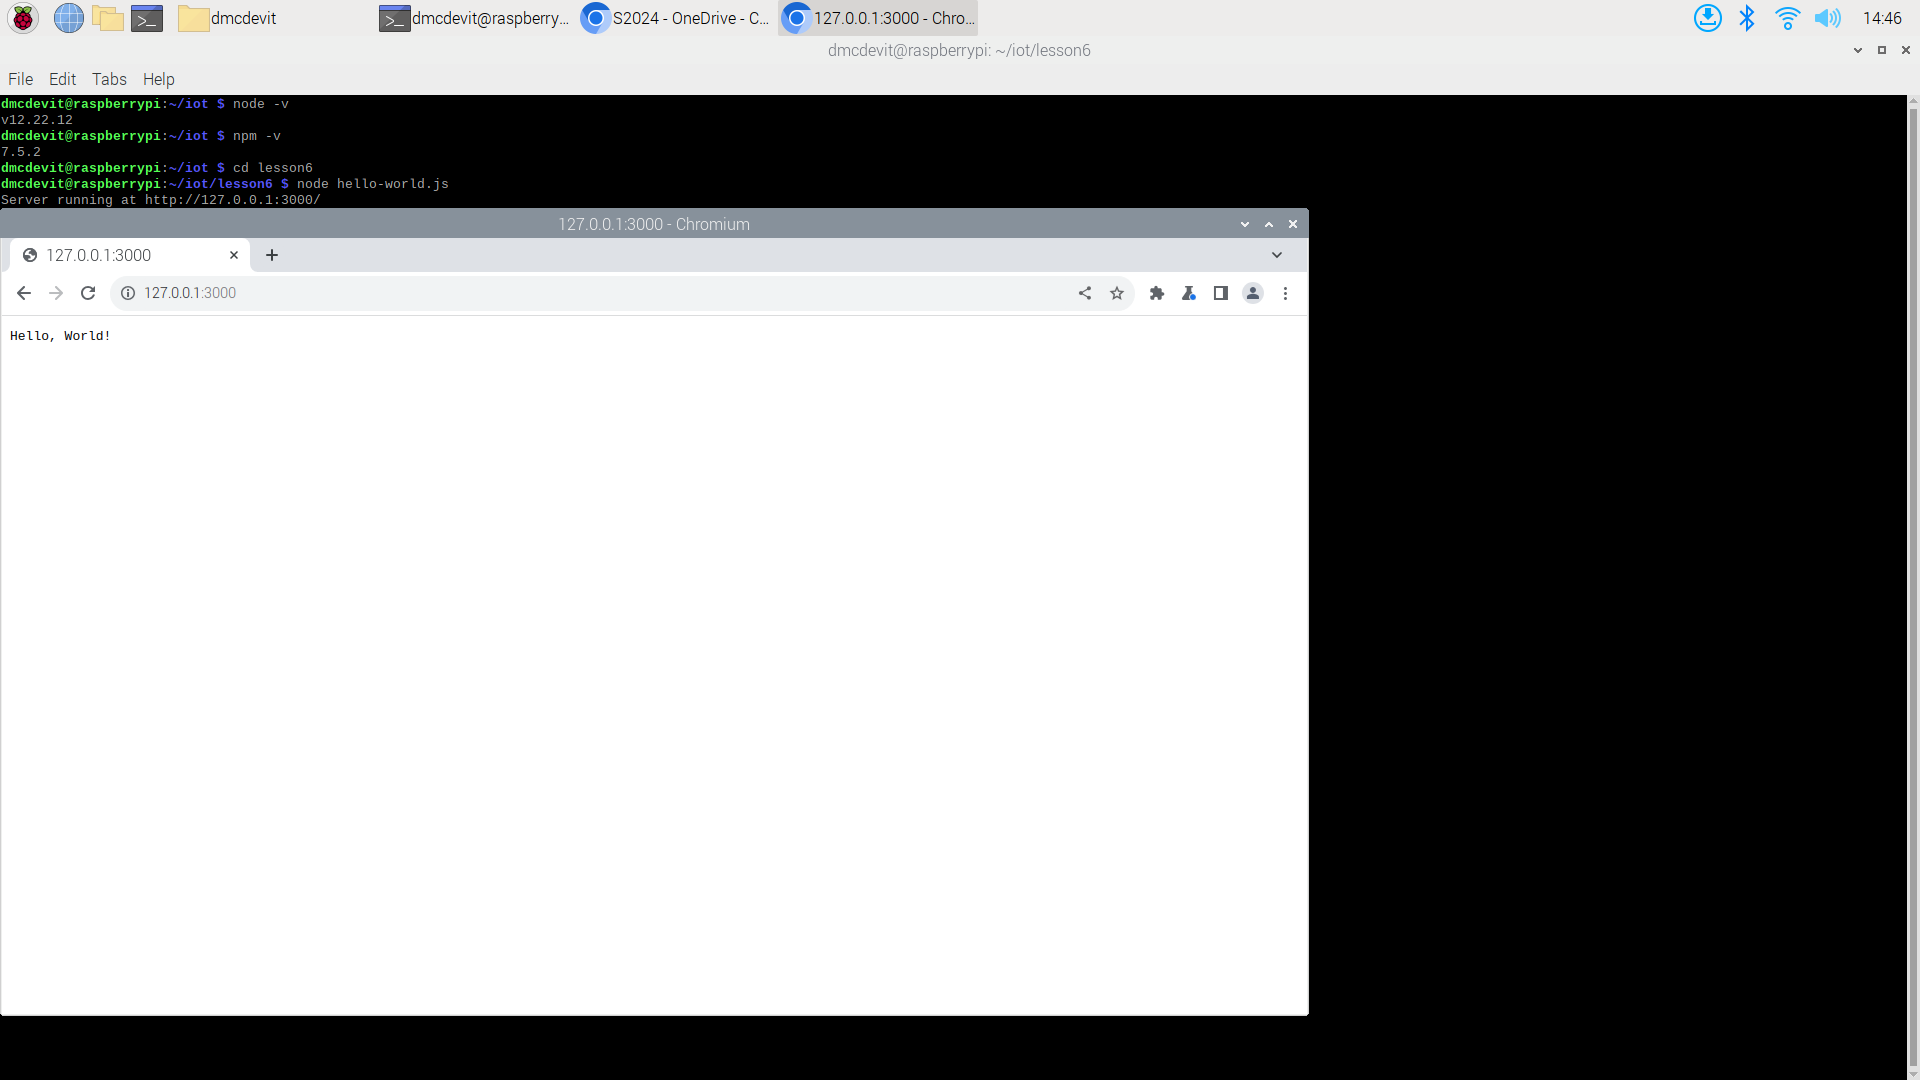 dmcdevit
dmcdevit@raspberry...
S2024 - OneDrive - C...
127.0.0.1:3000 - Chro...
14:46
dmcdevit@raspberrypi: ~/iot/lesson6
File Edit Tabs Help
dmcdevit@raspberrypi:~/iot $ node -v
v12.22.12
dmcdevit@raspberrypi:~/iot $ npm -v
7.5.2
dmcdevit@raspberrypi:~/iot $ cd lesson6
dmcdevit@raspberrypi:~/iot/lesson6 $ node hello-world.js
Server running at http://127.0.0.1:3000/
127.0.0.1:3000 - Chromium
127.0.0.1:3000
127.0.0.1:3000
Hello, World!